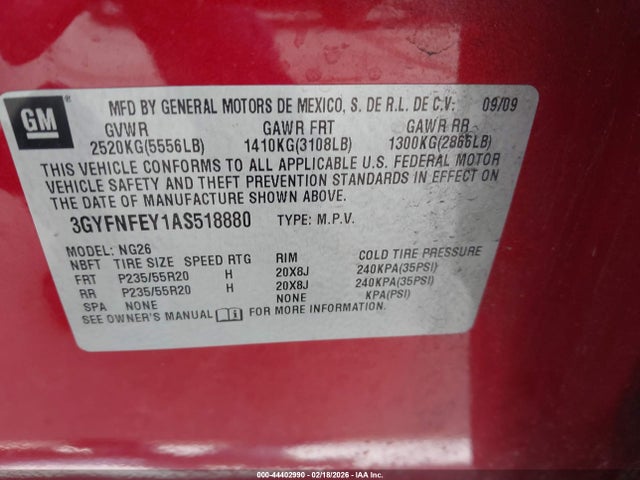 GM
MFD BY GENERAL MOTORS DE MEXICO, S. DE R.L. DE C.V. 09/09
GVWR GAWR FRT GAWR RR
2520KG(5556LB) 1410KG(3108LB) 1300KG(2866LB)
THIS VEHICLE CONFORMS TO ALL APPLICABLE U.S. FEDERAL MOTOR
VEHICLE SAFETY AND THEFT PREVENTION STANDARDS IN EFFECT ON
THE DATE OF MANUFACTURE SHOWN ABOVE.
3GYFNFEY1AS518880 TYPE: M.P.V.
MODEL: NG26
NBFT TIRE SIZE SPEED RTG RIM COLD TIRE PRESSURE
FRT P235/55R20 H 20X8J 240KPA(35PSI)
RR P235/55R20 H 20X8J 240KPA(35PSI)
SPA NONE NONE KPA(PSI)
SEE OWNER'S MANUAL FOR MORE INFORMATION.
© - 44402990 - 02/18/2026 - IAA Inc.